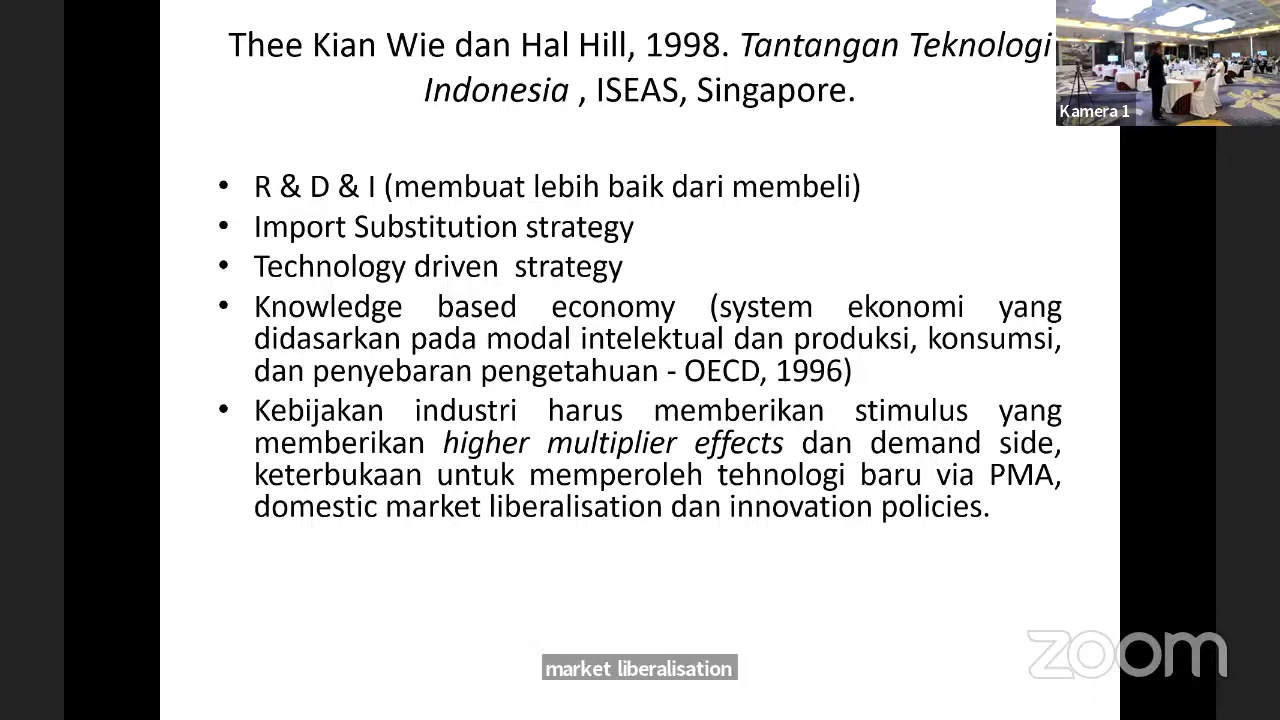 Thee Kian Wie dan Hal Hill, 1998. Tantangan Teknologi
Indonesia , ISEAS, Singapore.
Kamera 1
• R & D & I (membuat lebih baik dari membeli)
• Import Substitution strategy
• Technology driven strategy
• Knowledge based economy (system ekonomi yang
didasarkan pada modal intelektual dan produksi, konsumsi,
dan penyebaran pengetahuan - OECD, 1996)
• Kebijakan industri harus memberikan stimulus yang
memberikan higher multiplier effects dan demand side,
keterbukaan untuk memperoleh tehnologi baru via PMA,
domestic market liberalisation dan innovation policies.
zoom
market liberalisation